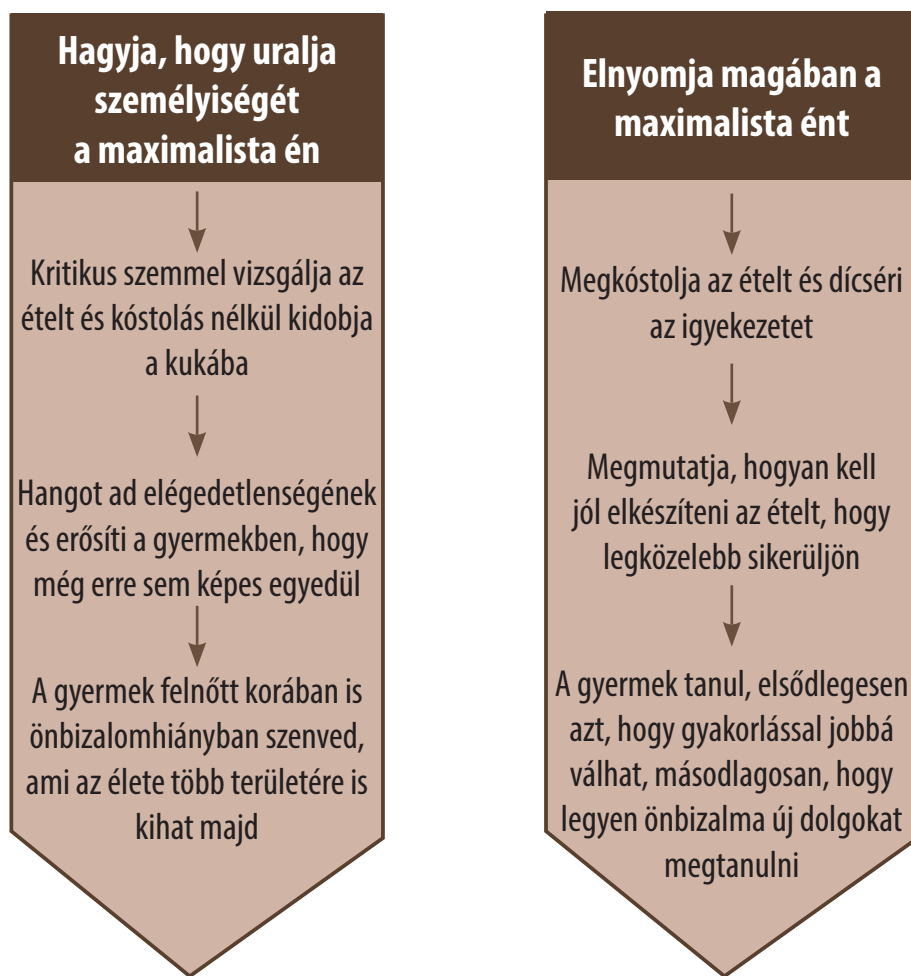 Hagyja, hogy uralja
személyiségét
a maximalista én
Kritikus szemmel vizsgálja az
ételt és kóstolás nélkül kidobja
a kukába
Hangot ad elégedetlenségének
és erősíti a gyermekben, hogy
még erre sem képes egyedül
A gyermek felnőtt korában is
önbizalomhiányban szenved,
ami az élete több területére is
kihat majd
Elnyomja magában a
maximalista ént
Megkóstolja az ételt és dícséri
az igyekezetet
Megmutatja, hogyan kell
jól elkészíteni az ételt, hogy
legközelebb sikerüljön
A gyermek tanul, elsődlegesen
azt, hogy gyakorlással jobbá
válhat, másodlagosan, hogy
legyen önbizalma új dolgokat
megtanulni